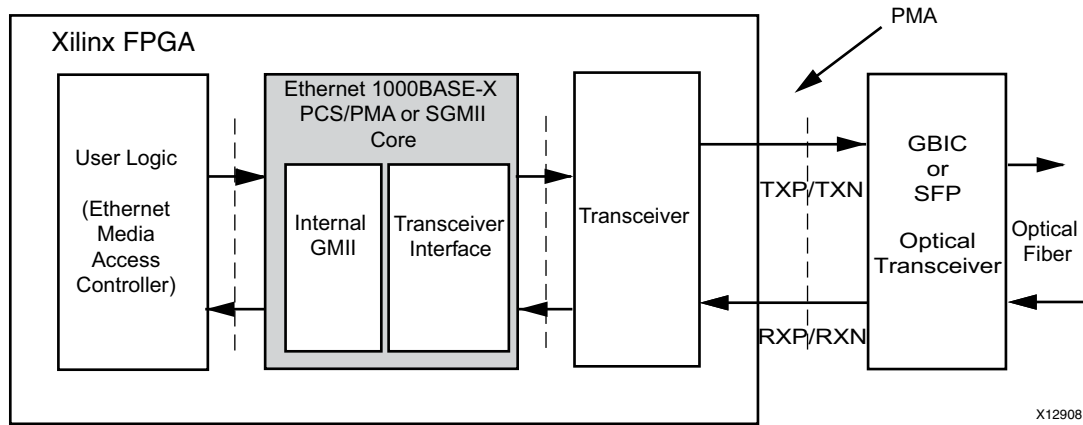 PMA
Xilinx FPGA
Ethernet 1000BASE-X
PCS/PMA or SGMII
Core
User Logic
(Ethernet
Media
Access
Controller)
Internal
GMII
Transceiver
Interface
Transceiver
TXP/TXN
RXP/RXN
GBIC
or
SFP
Optical
Transceiver
Optical
Fiber
X12908